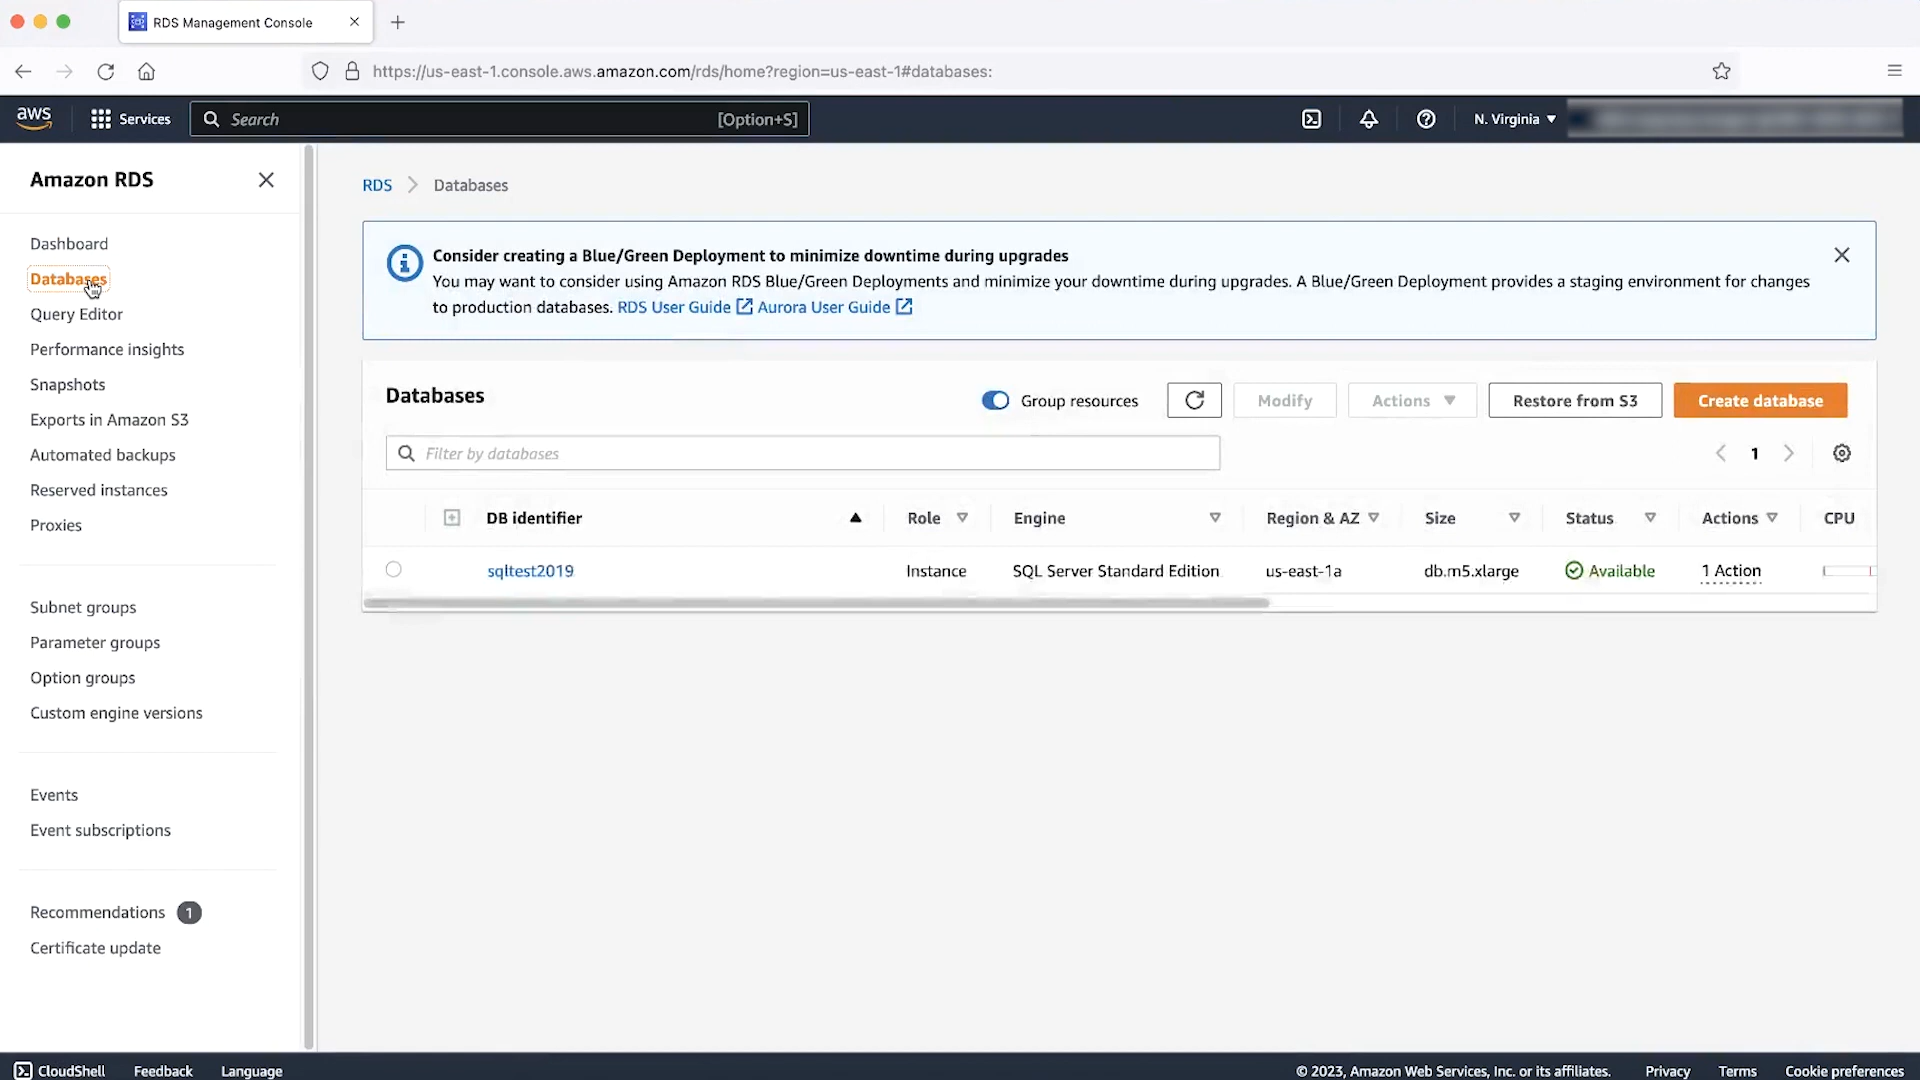 RDS Management Console
https://us-east-1.console.aws.amazon.com/rds/home?region=us-east-1#databases:
aws
Services
Search
[Option+S]
N. Virginia
Amazon RDS
Dashboard
Databases
Query Editor
Performance insights
Snapshots
Exports in Amazon S3
Automated backups
Reserved instances
Proxies
Subnet groups
Parameter groups
Option groups
Custom engine versions
Events
Event subscriptions
Recommendations 1
Certificate update
RDS Databases
Consider creating a Blue/Green Deployment to minimize downtime during upgrades
You may want to consider using Amazon RDS Blue/Green Deployments and minimize your downtime during upgrades. A Blue/Green Deployment provides a staging environment for changes
to production databases. RDS User Guide Aurora User Guide
Databases
Group resources
Modify
Actions
Restore from S3
Create database
Filter by databases
1
DB identifier Role Engine Region & AZ Size Status Actions CPU
sqltest2019 Instance SQL Server Standard Edition us-east-1a db.m5.xlarge Available 1 Action
CloudShell Feedback Language © 2023, Amazon Web Services, Inc. or its affiliates. Privacy Terms Cookie preferences